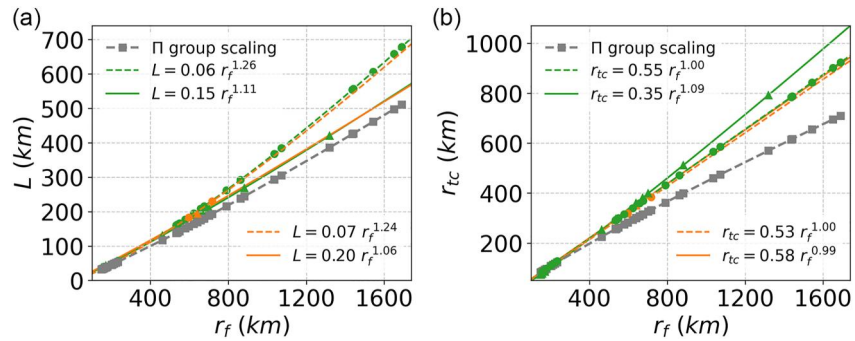 (a)
700
600
500
400
300
200
100
0
L (km)
Π group scaling
L = 0.06 r_f^1.26
L = 0.15 r_f^1.11
L = 0.07 r_f^1.24
L = 0.20 r_f^1.06
400 800 1200 1600
r_f (km)
(b)
1000
800
600
400
200
r_tc (km)
Π group scaling
r_tc = 0.55 r_f^1.00
r_tc = 0.35 r_f^1.09
r_tc = 0.53 r_f^1.00
r_tc = 0.58 r_f^0.99
400 800 1200 1600
r_f (km)